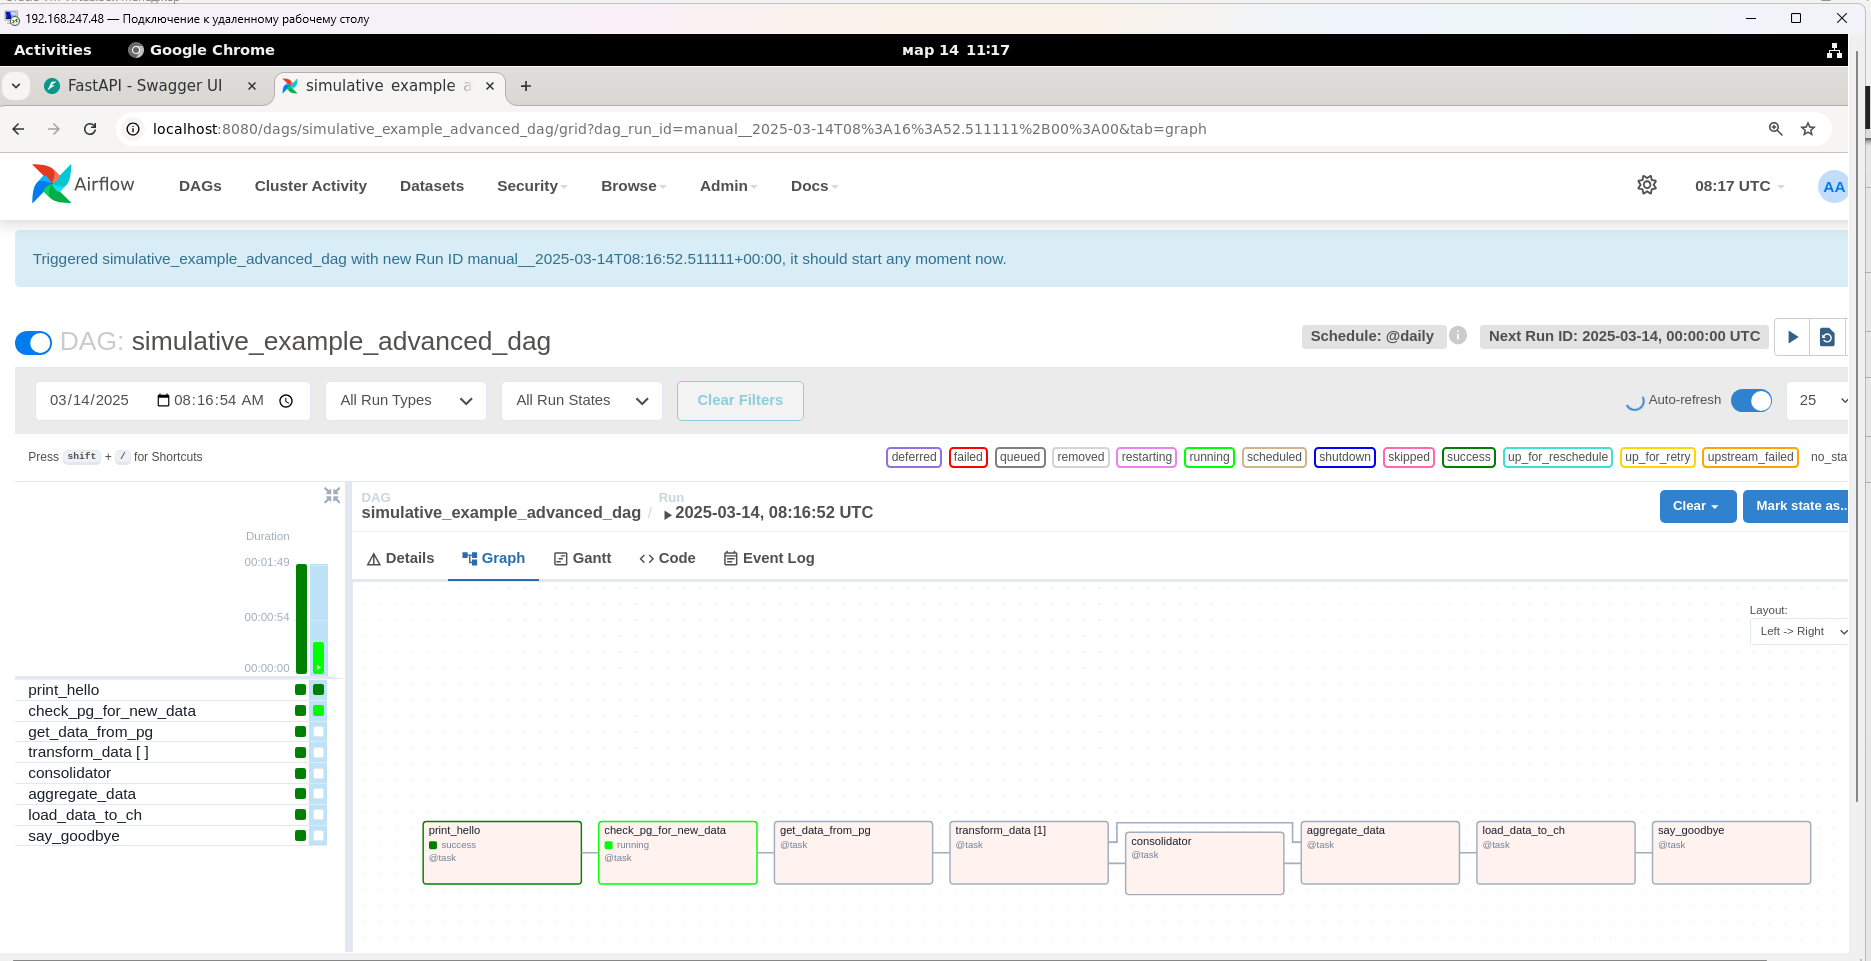 192.168.247.48 — Подключение к удаленному рабочему столу
Activities Google Chrome мар 14 11:17
FastAPI - Swagger UI simulative example a
localhost:8080/dags/simulative_example_advanced_dag/grid?dag_run_id=manual__2025-03-14T08%3A16%3A52.511111%2B00%3A00&tab=graph
Airflow DAGs Cluster Activity Datasets Security Browse Admin Docs 08:17 UTC AA
Triggered simulative_example_advanced_dag with new Run ID manual__2025-03-14T08:16:52.511111+00:00, it should start any moment now.
DAG: simulative_example_advanced_dag Schedule: @daily Next Run ID: 2025-03-14, 00:00:00 UTC
03/14/2025 08:16:54 AM All Run Types All Run States Clear Filters Auto-refresh 25
Press shift + / for Shortcuts deferred failed queued removed restarting running scheduled shutdown skipped success up_for_reschedule up_for_retry upstream_failed no_sta
DAG Run
simulative_example_advanced_dag / 2025-03-14, 08:16:52 UTC Clear Mark state as..
Details Graph Gantt Code Event Log
Duration
00:01:49
00:00:54
00:00:00
print_hello
check_pg_for_new_data
get_data_from_pg
transform_data [ ]
consolidator
aggregate_data
load_data_to_ch
say_goodbye
Layout:
Left -> Right
print_hello
success
@task
check_pg_for_new_data
running
@task
get_data_from_pg
@task
transform_data [1]
@task
consolidator
@task
aggregate_data
@task
load_data_to_ch
@task
say_goodbye
@task